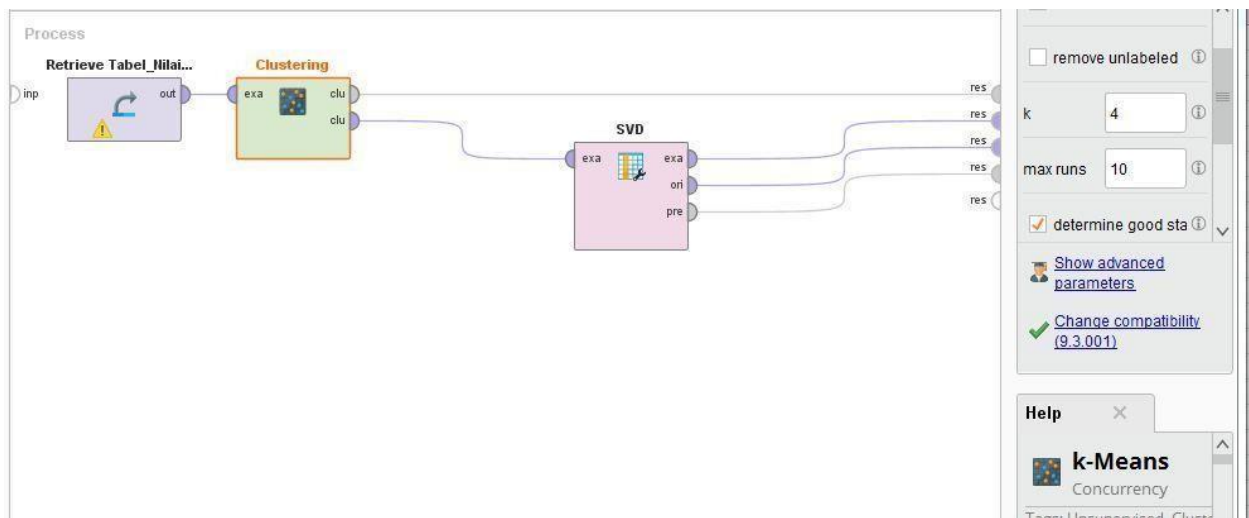 Process
Retrieve Tabel_Nilai...
Clustering
inp
out
exa
clu
clu
SVD
exa
exa
ori
pre
res
res
res
res
res
remove unlabeled
k
4
max runs
10
determine good sta
Show advanced
parameters
Change compatibility
(9.3.001)
Help
k-Means
Concurrency